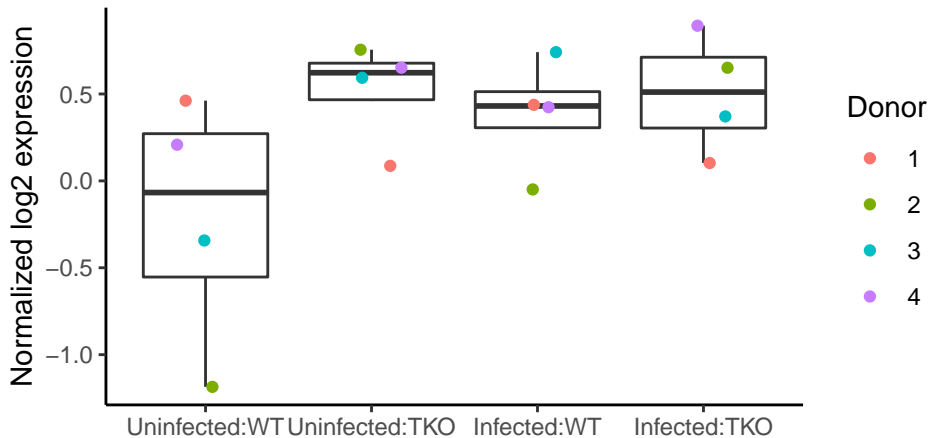 Normalized log2 expression
0.5
0.0
−0.5
−1.0
Uninfected:WT
Uninfected:TKO
Infected:WT
Infected:TKO
Donor
1
2
3
4